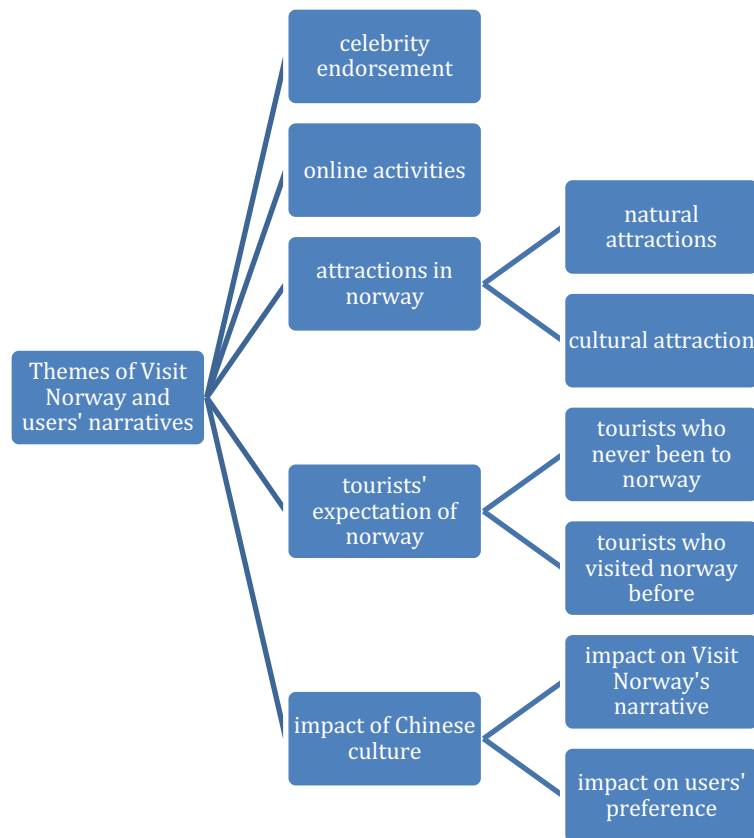 celebrity
endorsement
online activities
natural
attractions
attractions in
norway
cultural attraction
Themes of Visit
Norway and
users' narratives
tourists who
never been to
norway
tourists'
expectation of
norway
tourists who
visited norway
before
impact on Visit
Norway's
narrative
impact of Chinese
culture
impact on users'
preference